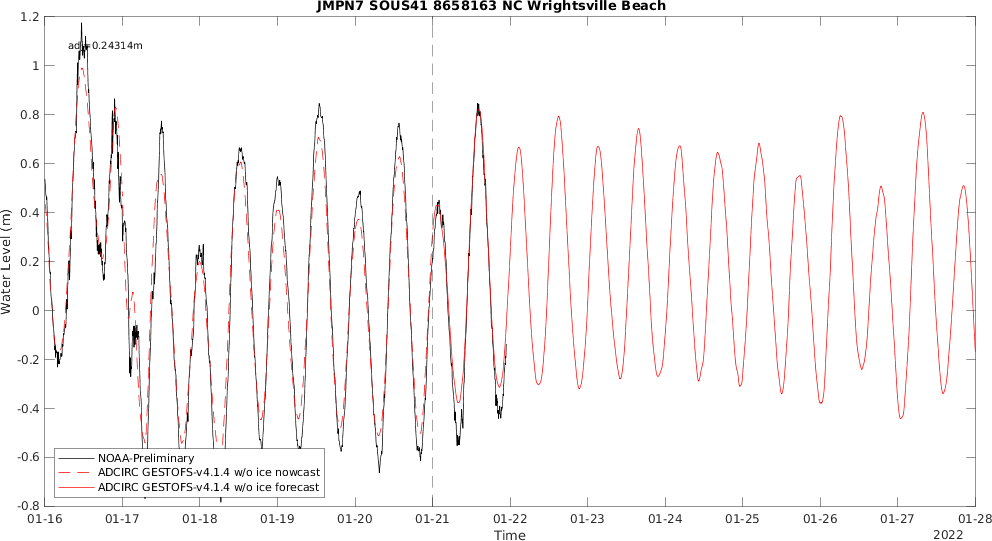 JMPN7 SOUS41 8658163 NC Wrightsville Beach
1.2
1
0.8
0.6
0.4
0.2
0
-0.2
-0.4
-0.6
-0.8
Water Level (m)
adj=0.24314m
NOAA-Preliminary
ADCIRC GESTOFS-v4.1.4 w/o ice nowcast
ADCIRC GESTOFS-v4.1.4 w/o ice forecast
01-16 01-17 01-18 01-19 01-20 01-21 01-22 01-23 01-24 01-25 01-26 01-27 01-28
Time
2022